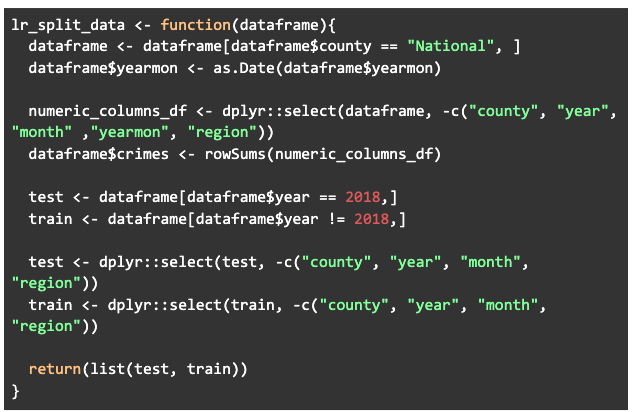 lr_split_data <- function(dataframe){
  dataframe <- dataframe[dataframe$county == "National", ]
  dataframe$yearmon <- as.Date(dataframe$yearmon)

  numeric_columns_df <- dplyr::select(dataframe, -c("county", "year",
"month" ,"yearmon", "region"))
  dataframe$crimes <- rowSums(numeric_columns_df)

  test <- dataframe[dataframe$year == 2018,]
  train <- dataframe[dataframe$year != 2018,]

  test <- dplyr::select(test, -c("county", "year", "month",
"region"))
  train <- dplyr::select(train, -c("county", "year", "month",
"region"))

  return(list(test, train))
}